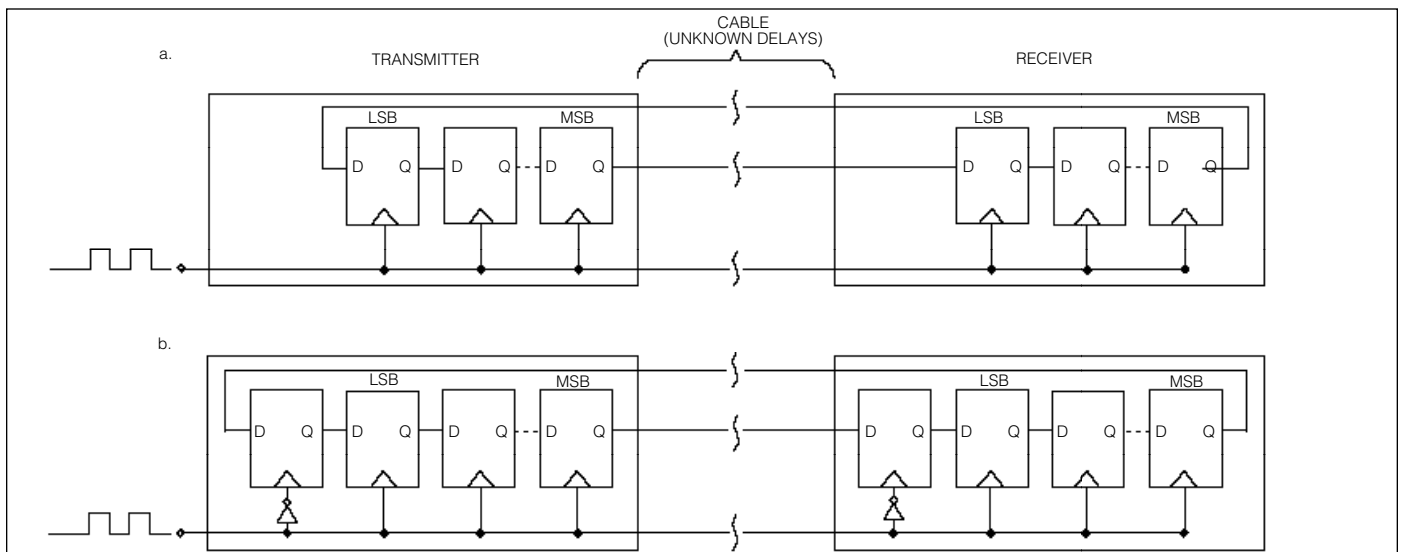 CABLE
(UNKNOWN DELAYS)
a.
TRANSMITTER
RECEIVER
LSB
MSB
LSB
MSB
D Q
Q
D Q
D Q
Q
D Q
b.
LSB
MSB
LSB
MSB
D Q
D Q
D Q
D Q
D Q
D Q
D Q
D Q